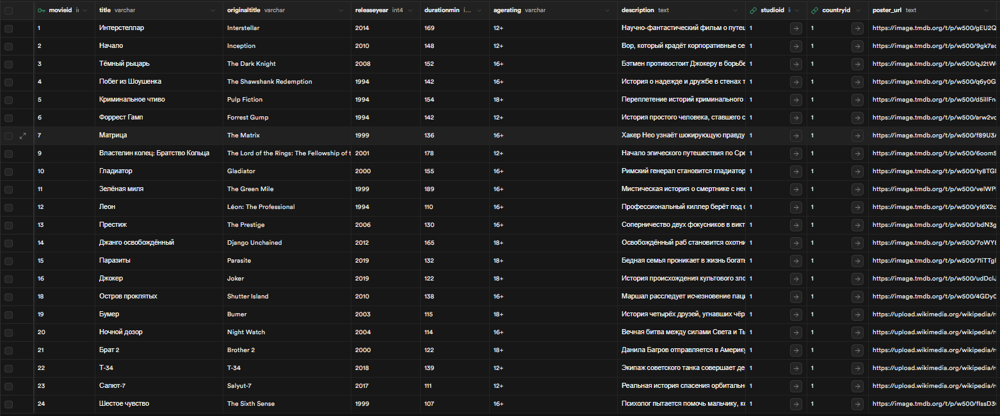 movieid title varchar originaltitle varchar releaseyear int4 durationmin i... agerating varchar description text studioid countryid poster_url text
1 Интерстеллар Interstellar 2014 169 12+ Научно-фантастический фильм о 1 1 https://image.tmdb.org/t/p/w500/gEU2Q
2 Начало Inception 2010 148 12+ Вор, который крадёт корпоративные се 1 1 https://image.tmdb.org/t/p/w500/9gk7ad
3 Тёмный рыцарь The Dark Knight 2008 152 16+ Бэтмен противостоит Джокеру в борьбе 1 1 https://image.tmdb.org/t/p/w500/qJ2tW
4 Побег из Шоушенка The Shawshank Redemption 1994 142 16+ История о надежде и дружбе в стенах т 1 1 https://image.tmdb.org/t/p/w500/q6y0G
5 Криминальное чтиво Pulp Fiction 1994 154 18+ Переплетение историй криминального 1 1 https://image.tmdb.org/t/p/w500/d5iIlFn
6 Форрест Гамп Forrest Gump 1994 142 12+ История простого человека, ставшего с 1 1 https://image.tmdb.org/t/p/w500/arw2vc
7 Матрица The Matrix 1999 136 16+ Хакер Нео узнаёт шокирующую правду 1 1 https://image.tmdb.org/t/p/w500/f89U3
9 Властелин колец: Братство Кольца The Lord of the Rings: The Fellowship of t 2001 178 12+ Начало эпического путешествия по Сре 1 1 https://image.tmdb.org/t/p/w500/6oom5
10 Гладиатор Gladiator 2000 155 16+ Римский генерал становится гладиатор 1 1 https://image.tmdb.org/t/p/w500/ty8TG
11 Зелёная миля The Green Mile 1999 189 16+ Мистическая история о смертнике с нес 1 1 https://image.tmdb.org/t/p/w500/velWP
12 Леон Léon: The Professional 1994 110 16+ Профессиональный киллер берёт под с 1 1 https://image.tmdb.org/t/p/w500/yI6X2c
13 Престиж The Prestige 2006 130 16+ Соперничество двух фокусников в викт 1 1 https://image.tmdb.org/t/p/w500/bdN3g
14 Джанго освобождённый Django Unchained 2012 165 18+ Освобождённый раб становится охотни 1 1 https://image.tmdb.org/t/p/w500/7oWY8
15 Паразиты Parasite 2019 132 18+ Бедная семья проникает в жизнь богать 1 1 https://image.tmdb.org/t/p/w500/7IiTTgl
16 Джокер Joker 2019 122 18+ История происхождения культового зло 1 1 https://image.tmdb.org/t/p/w500/udDclJ
18 Остров проклятых Shutter Island 2010 138 16+ Маршал расследует исчезновение паци 1 1 https://image.tmdb.org/t/p/w500/4GDy0
19 Бумер Bumer 2003 115 18+ История четырёх друзей, угнавших чёр 1 1 https://upload.wikimedia.org/wikipedia/r
20 Ночной дозор Night Watch 2004 114 16+ Вечная битва между силами Света и Ть 1 1 https://upload.wikimedia.org/wikipedia/r
21 Брат 2 Brother 2 2000 122 18+ Данила Багров отправляется в Америку 1 1 https://upload.wikimedia.org/wikipedia/r
22 Т-34 T-34 2018 139 12+ Экипаж советского танка совершает де 1 1 https://upload.wikimedia.org/wikipedia/r
23 Салют-7 Salyut-7 2017 111 12+ Реальная история спасения орбитальн 1 1 https://upload.wikimedia.org/wikipedia/r
24 Шестое чувство The Sixth Sense 1999 107 16+ Психолог пытается помочь мальчику, к 1 1 https://image.tmdb.org/t/p/w500/fIssD3